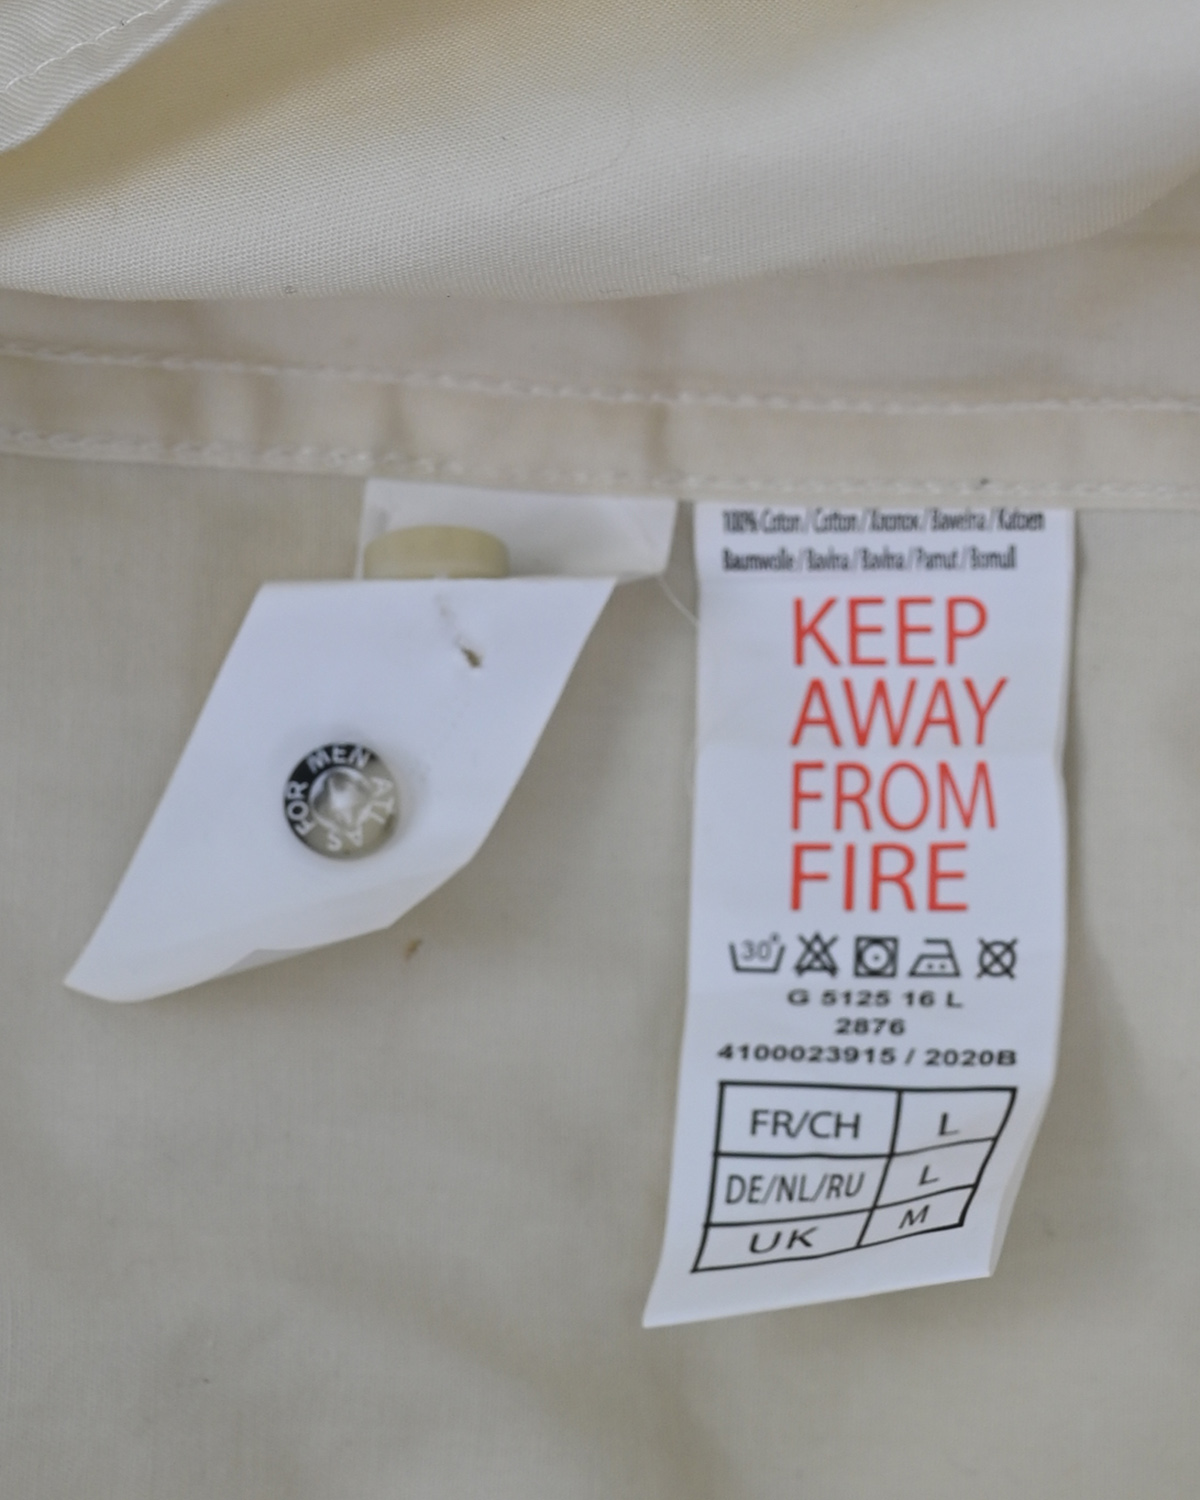 100% Coton / Cotton / Хлопок / Bawełna / Katoen
Baumwolle / Bavlna / Bavlna / Pamut / Bomull
KEEP
AWAY
FROM
FIRE
30°
G 5125 16 L
2876
4100023915 / 2020B
FR/CH L
DE/NL/RU L
UK M
ATLAS FOR MEN